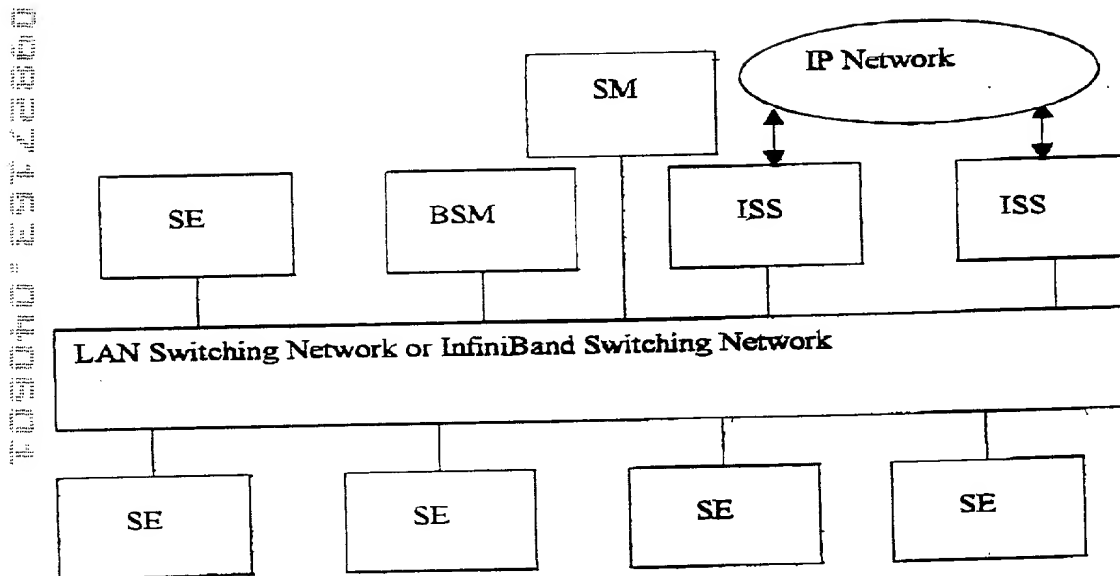 IP Network
SM
SE
BSM
ISS
ISS
LAN Switching Network or InfiniBand Switching Network
SE
SE
SE
SE